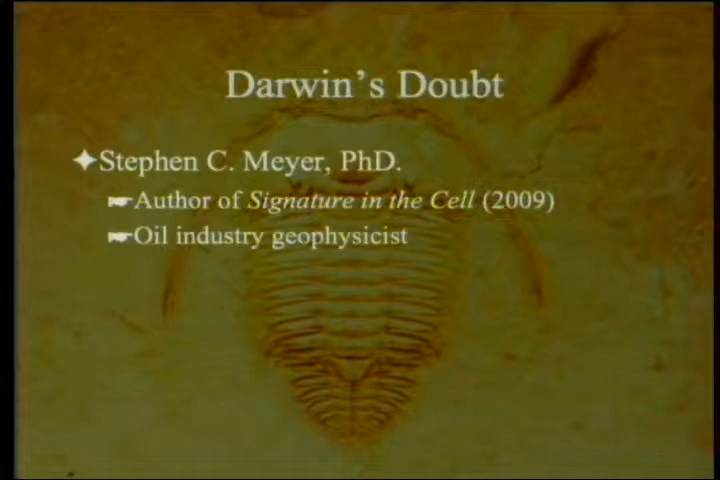 Darwin's Doubt
Stephen C. Meyer, PhD.
Author of Signature in the Cell (2009)
Oil industry geophysicist